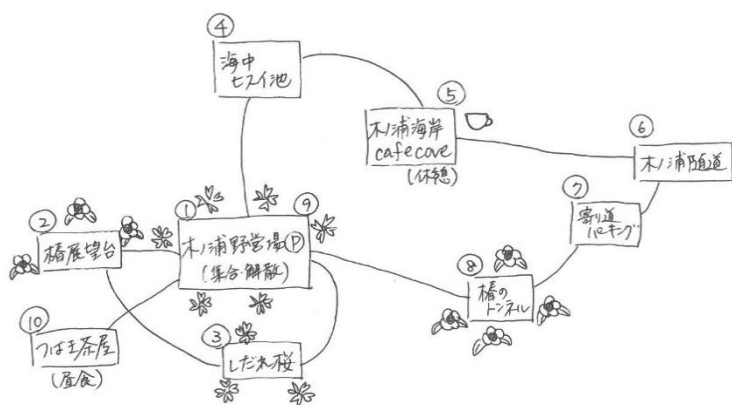 ④
海中
ヒスイ池
⑤
木ノ浦海岸
cafe cove
(休憩)
⑥
木ノ浦隧道
⑦
寄り道
パーキング
① ⑨
木ノ浦野営場Ⓟ
(集合・解散)
②
椿展望台
⑧
椿の
トンネル
⑩
つばき茶屋
(昼食)
③
しだれ桜